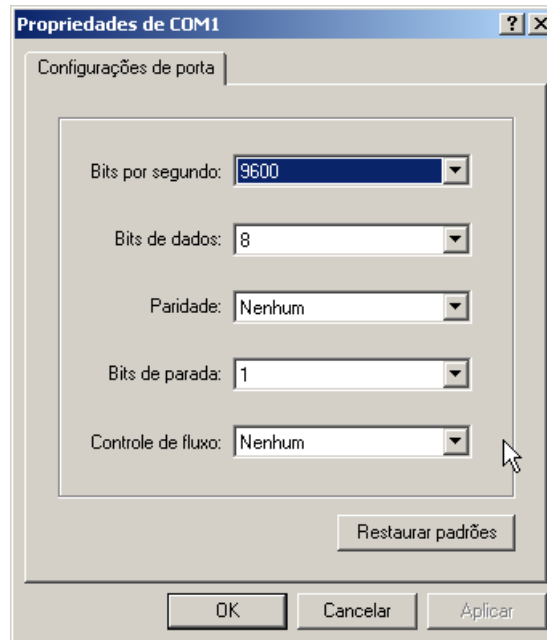 Propriedades de COM1
Configurações de porta
Bits por segundo: 9600
Bits de dados: 8
Paridade: Nenhum
Bits de parada: 1
Controle de fluxo: Nenhum
Restaurar padrões
OK Cancelar Aplicar